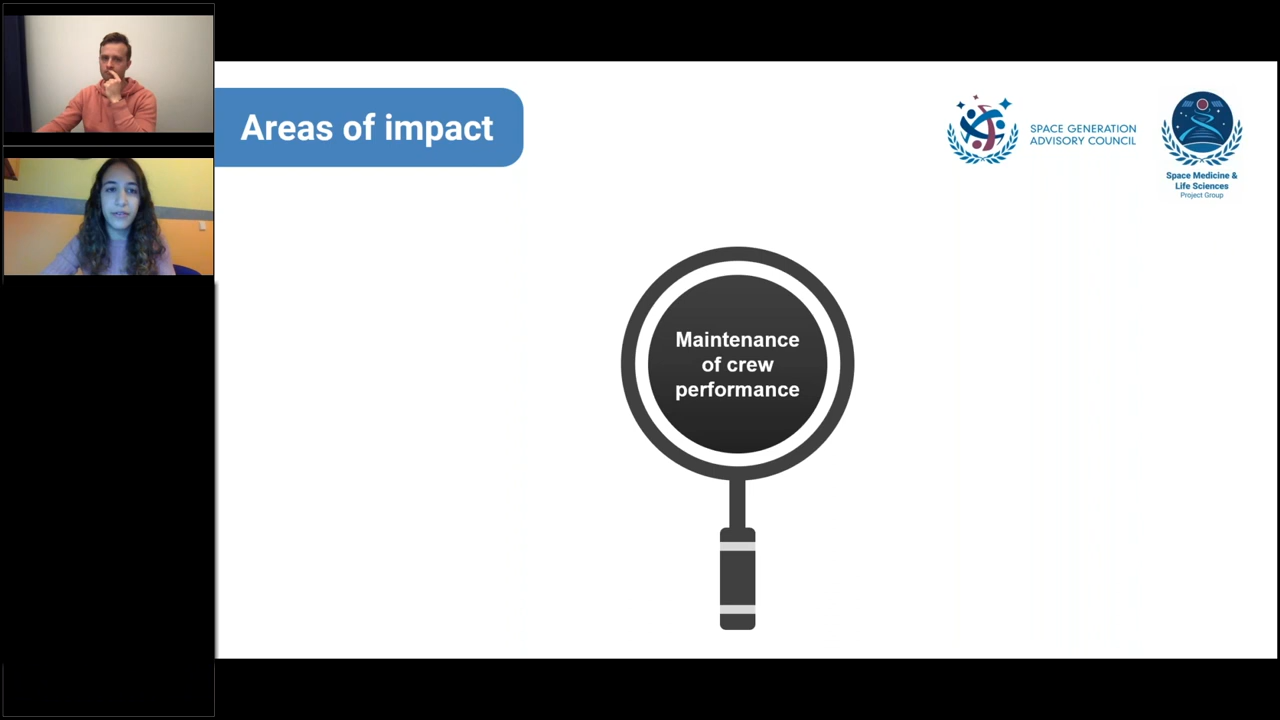 Areas of impact
SPACE GENERATION
ADVISORY COUNCIL
Space Medicine &
Life Sciences
Project Group
Maintenance
of crew
performance